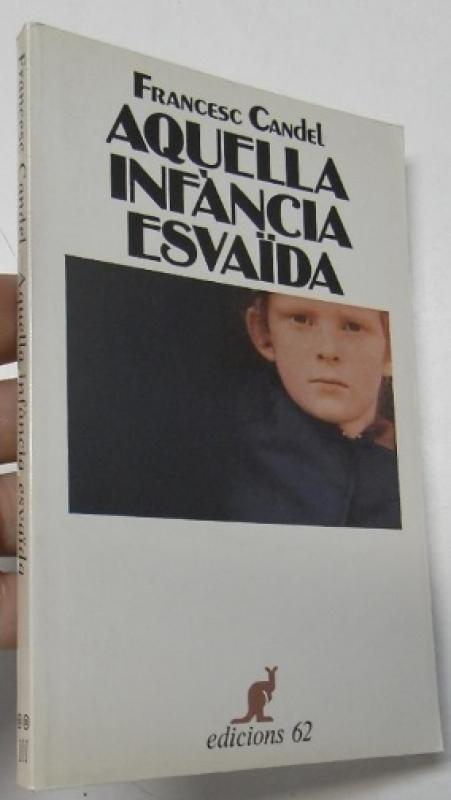 FRANCESC CANDEL
AQUELLA
INFÀNCIA
ESVAÏDA
edicions 62
Francesc Candel Aquella infància esvaïda